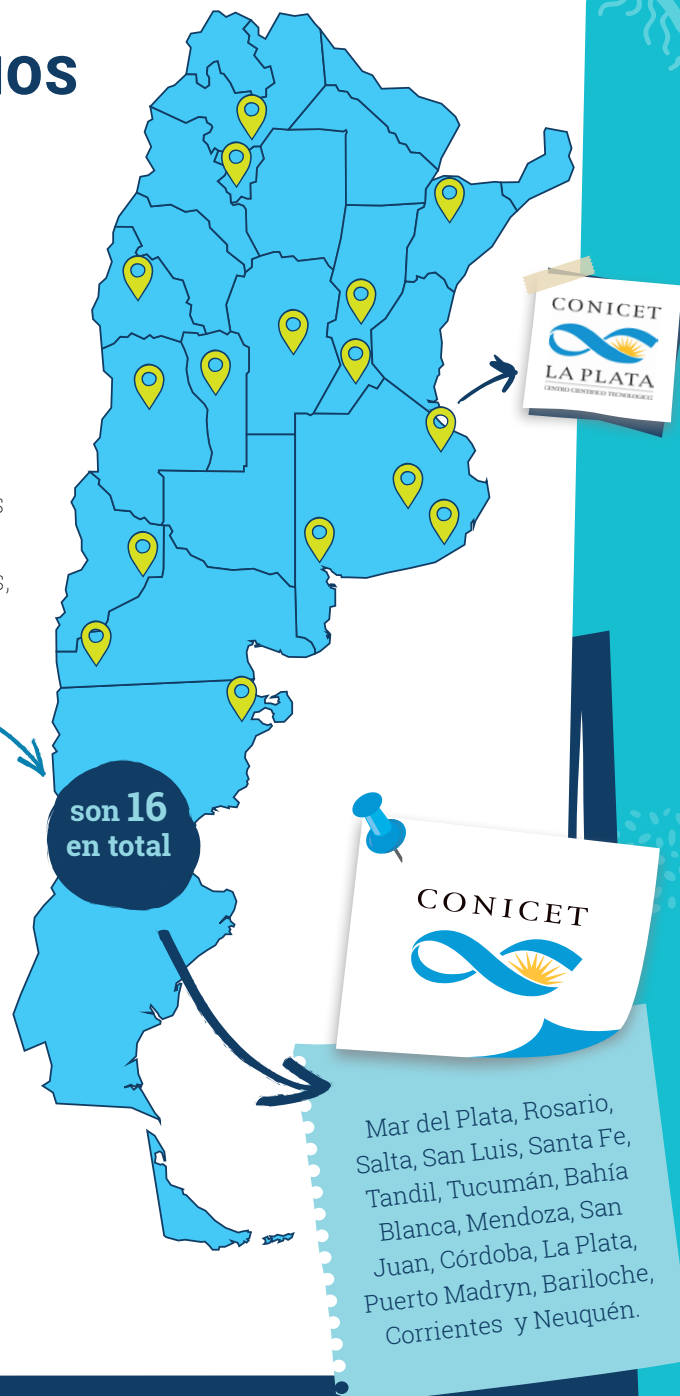 IOS
CONICET
LA PLATA
CENTRO CIENTÍFICO TECNOLÓGICO
s
s,
son 16
en total
CONICET
Mar del Plata, Rosario,
Salta, San Luis, Santa Fe,
Tandil, Tucumán, Bahía
Blanca, Mendoza, San
Juan, Córdoba, La Plata,
Puerto Madryn, Bariloche,
Corrientes y Neuquén.